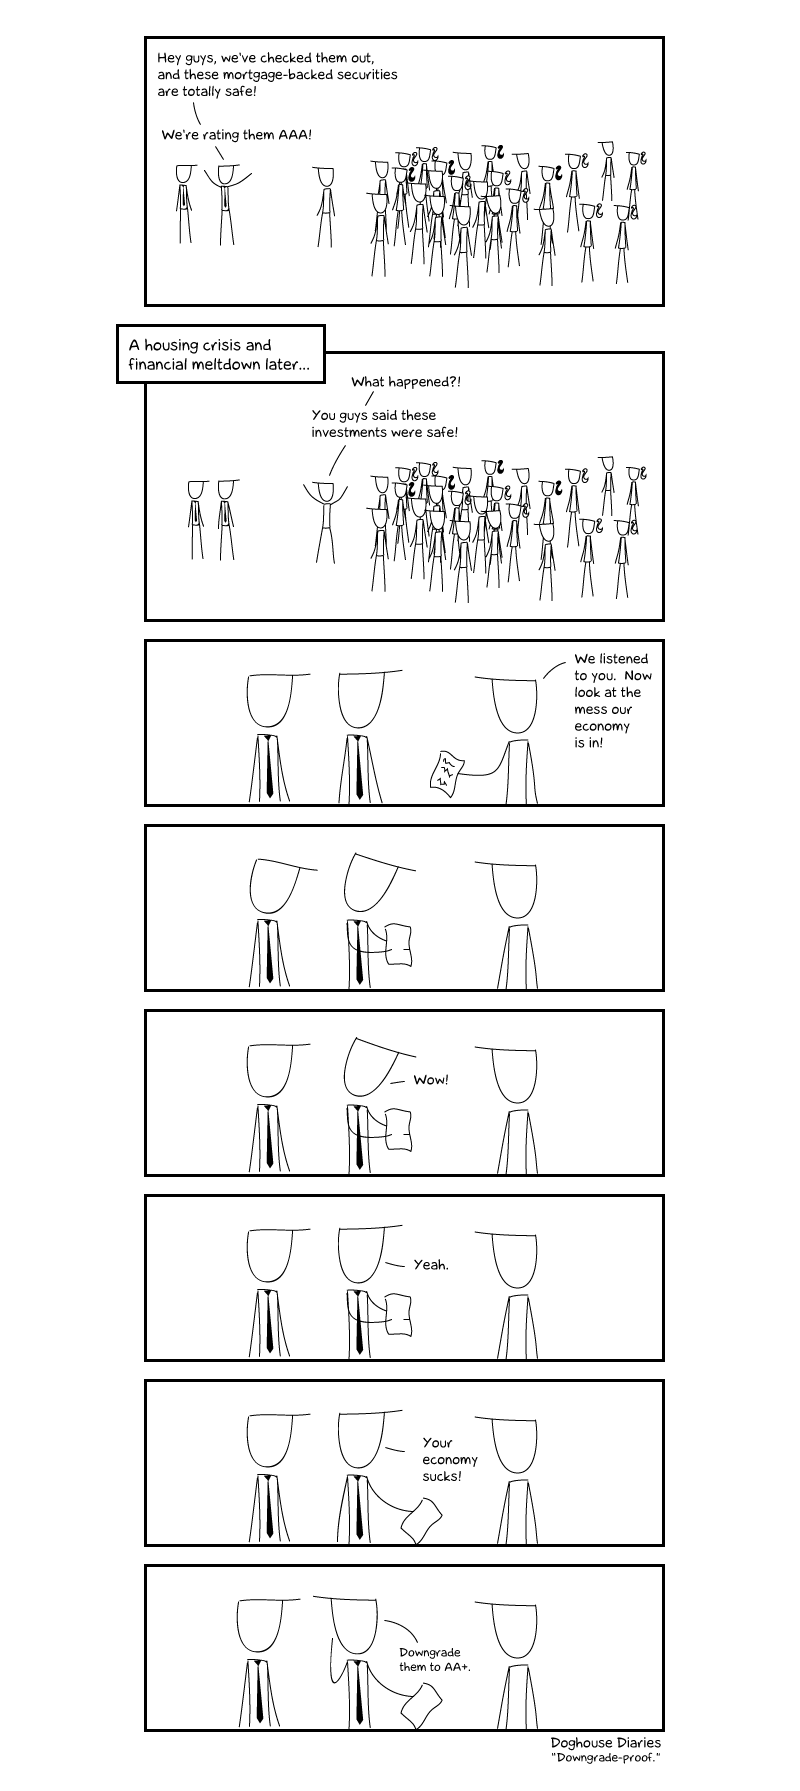 Hey guys, we've checked them out,
and these mortgage-backed securities
are totally safe!
We're rating them AAA!
A housing crisis and
financial meltdown later...
What happened?!
You guys said these
investments were safe!
We listened
to you. Now
look at the
mess our
economy
is in!
Wow!
Yeah.
Your
economy
sucks!
Downgrade
them to AA+.
Doghouse Diaries
"Downgrade-proof."